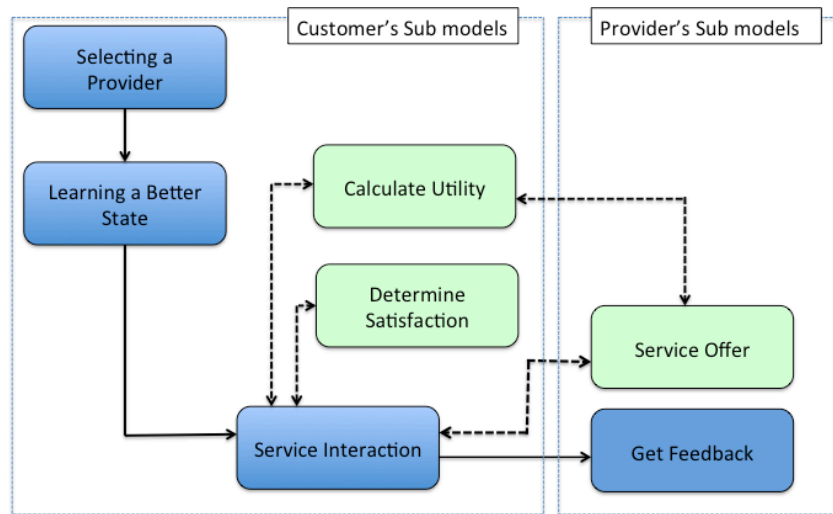 Customer's Sub models
Provider's Sub models
Selecting a
Provider
Learning a Better
State
Calculate Utility
Determine
Satisfaction
Service Offer
Service Interaction
Get Feedback